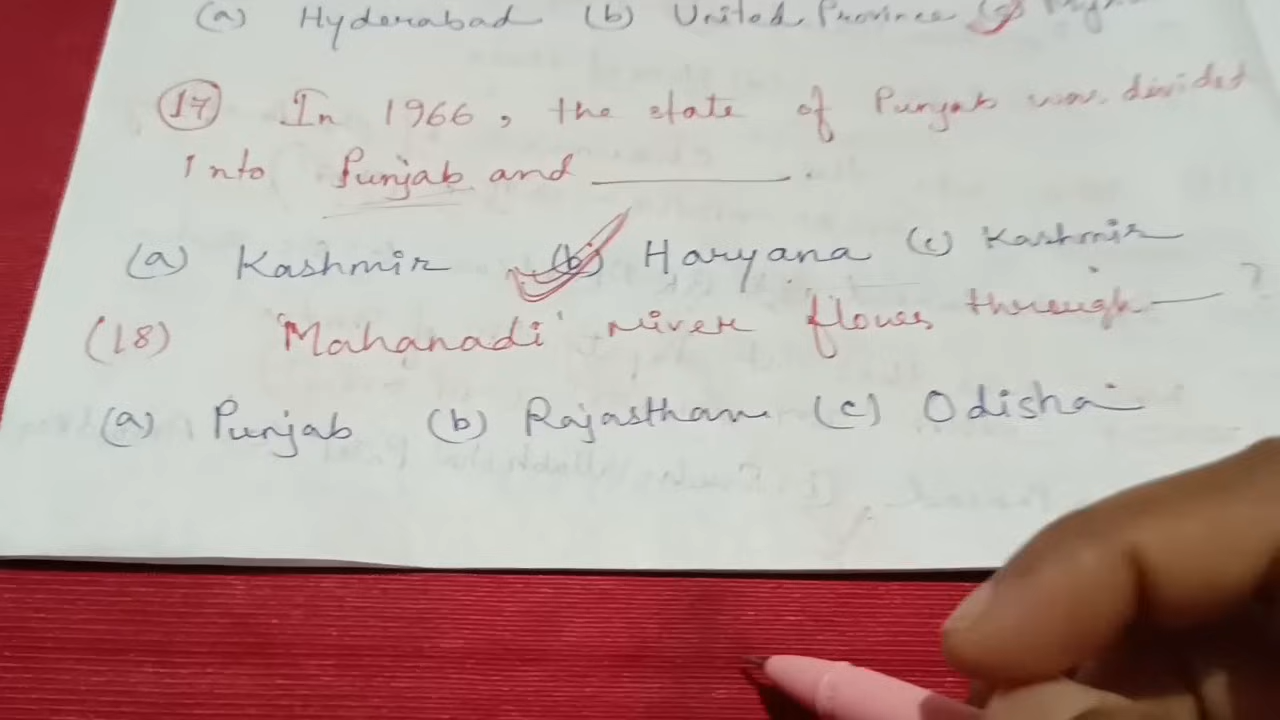 (a) Hyderabad (b) United Province (c)
(17) In 1966, the state of Punjab was divided
Into Punjab and ________.
(a) Kashmir (b) Haryana (c) Kashmir
(18) 'Mahanadi' river flows through — ?
(a) Punjab (b) Rajasthan (c) Odisha